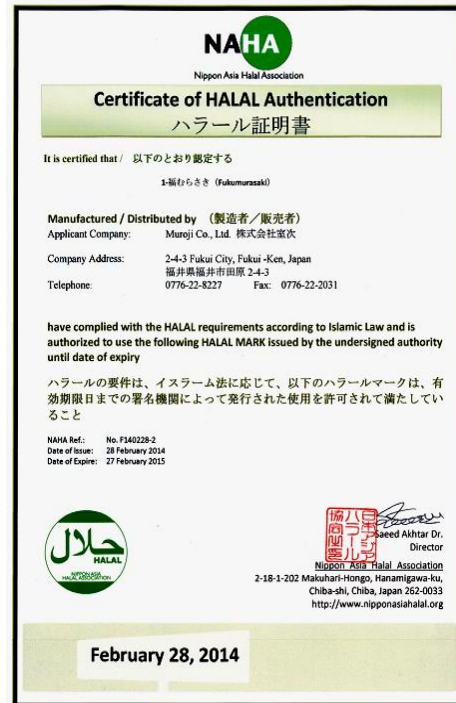 NAHA
Nippon Asia Halal Association
Certificate of HALAL Authentication
ハラール証明書
It is certified that / 以下のとおり認定する
1-福むらさき (Fukumurasaki)
Manufactured / Distributed by （製造者／販売者）
Applicant Company: Muroji Co., Ltd. 株式会社室次
Company Address: 2-4-3 Fukui City, Fukui -Ken, Japan
福井県福井市田原 2-4-3
Telephone: 0776-22-8227 Fax: 0776-22-2031
have complied with the HALAL requirements according to Islamic Law and is
authorized to use the following HALAL MARK issued by the undersigned authority
until date of expiry
ハラールの要件は、イスラーム法に応じて、以下のハラールマークは、有
効期限日までの署名機関によって発行された使用を許可されて満たしてい
ること
NAHA Ref.: No. F140228-2
Date of Issue: 28 February 2014
Date of Expire: 27 February 2015
حلال
HALAL
NIPPON ASIA
HALAL ASSOCIATION
Saeed Akhtar Dr.
Director
Nippon Asia Halal Association
2-18-1-202 Makuhari-Hongo, Hanamigawa-ku,
Chiba-shi, Chiba, Japan 262-0033
http://www.nipponasiahalal.org
February 28, 2014